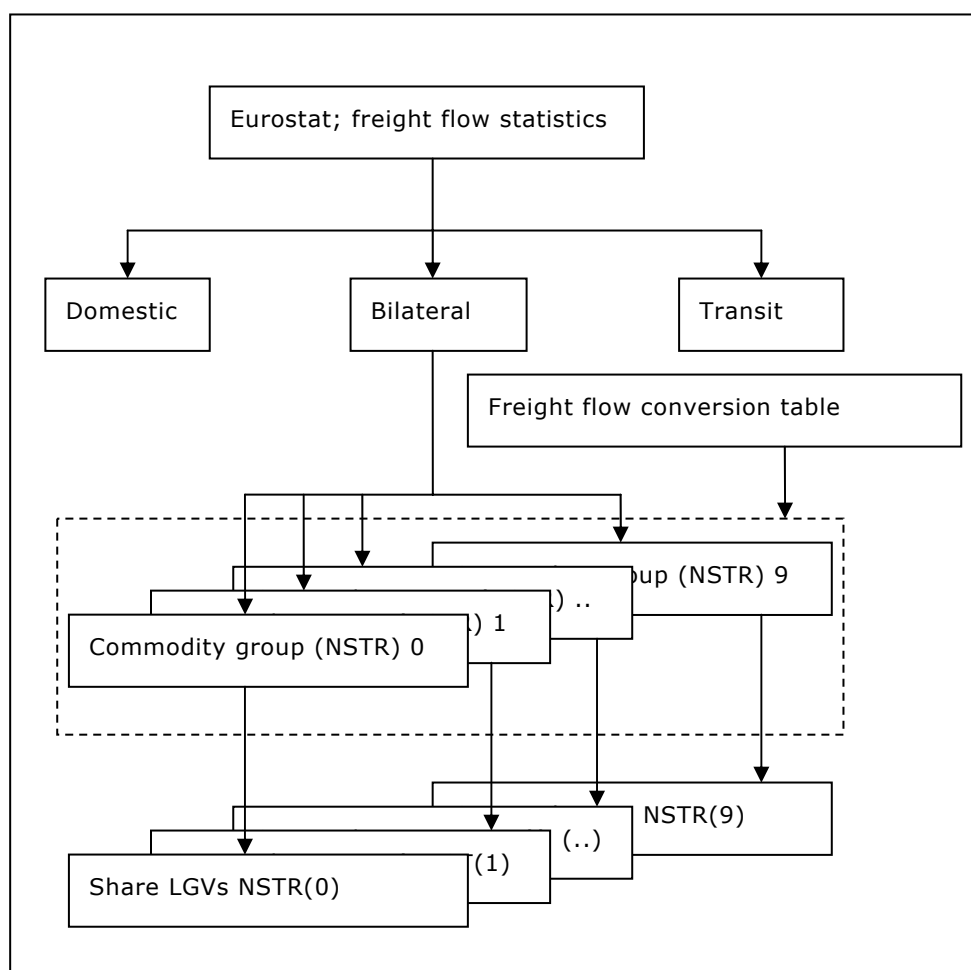 Eurostat; freight flow statistics
Domestic
Bilateral
Transit
Freight flow conversion table
(NSTR) 9
) ..
) 1
Commodity group (NSTR) 0
NSTR(9)
(..)
(1)
Share LGVs NSTR(0)